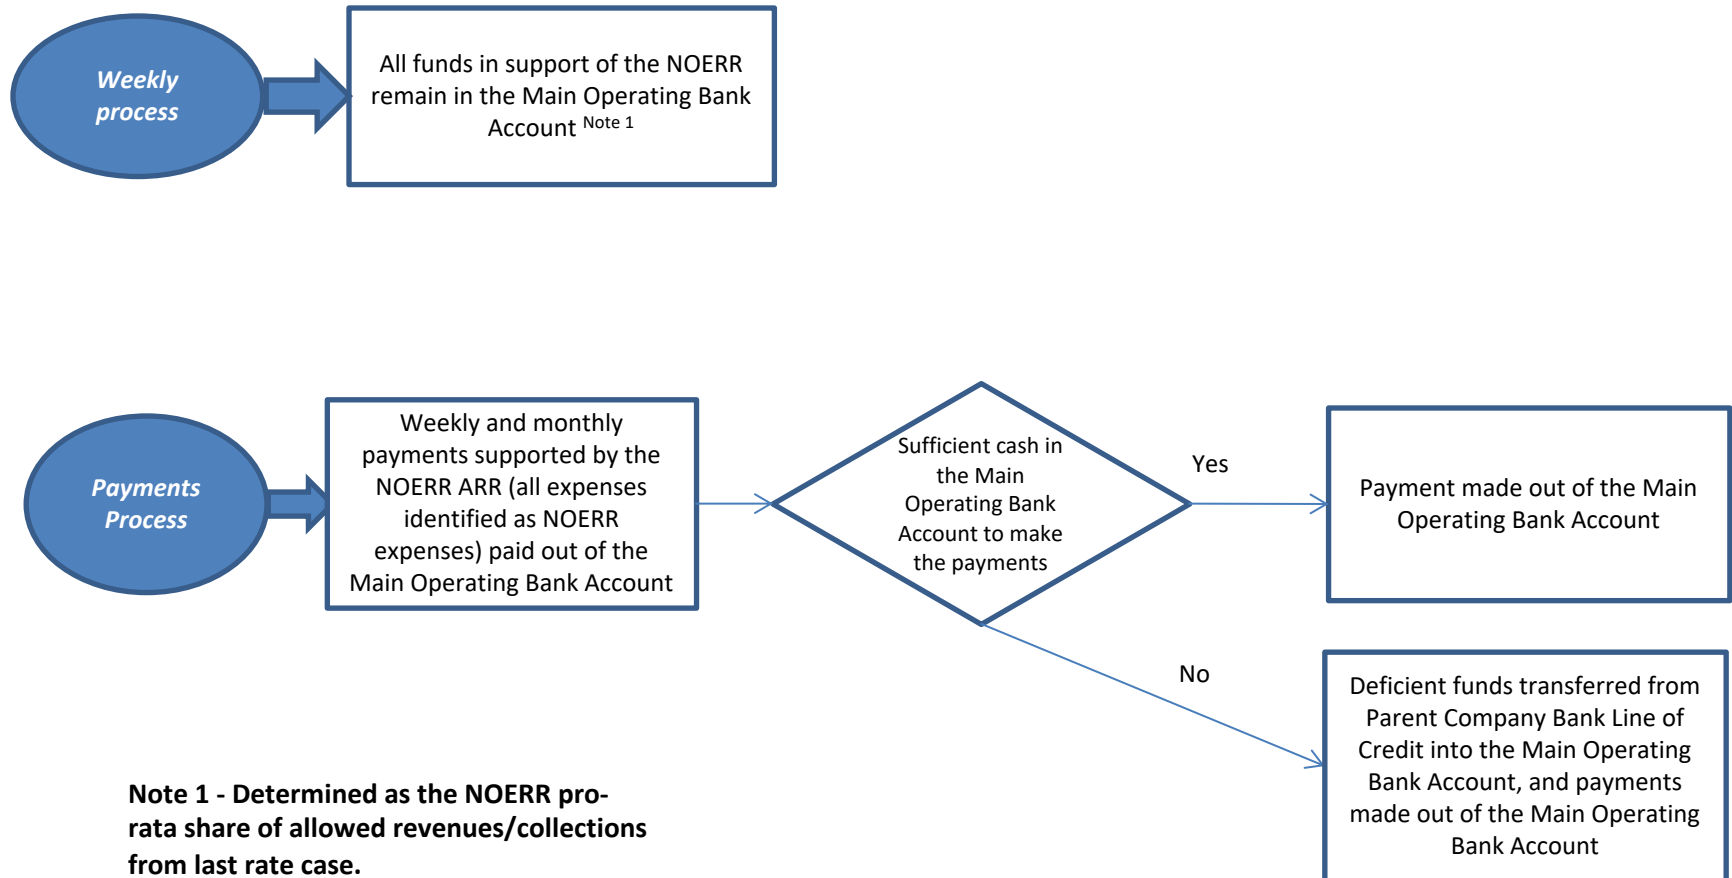 Weekly
process
All funds in support of the NOERR
remain in the Main Operating Bank
Account Note 1
Payments
Process
Weekly and monthly
payments supported by the
NOERR ARR (all expenses
identified as NOERR
expenses) paid out of the
Main Operating Bank Account
Sufficient cash in
the Main
Operating Bank
Account to make
the payments
Yes
Payment made out of the Main
Operating Bank Account
No
Deficient funds transferred from
Parent Company Bank Line of
Credit into the Main Operating
Bank Account, and payments
made out of the Main Operating
Bank Account
Note 1 - Determined as the NOERR pro-
rata share of allowed revenues/collections
from last rate case.